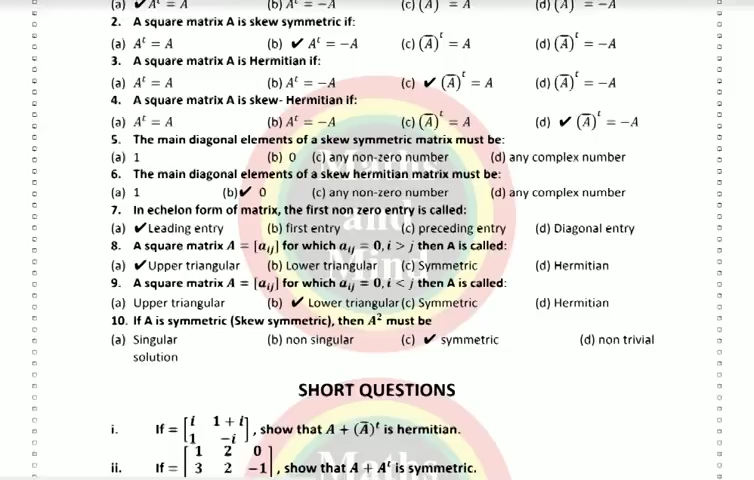 (a) ✔ Aᵗ = A (b) Aᵗ = −A (c) (A̅)ᵗ = A (d) (A̅)ᵗ = −A
2. A square matrix A is skew symmetric if:
(a) Aᵗ = A (b) ✔ Aᵗ = −A (c) (A̅)ᵗ = A (d) (A̅)ᵗ = −A
3. A square matrix A is Hermitian if:
(a) Aᵗ = A (b) Aᵗ = −A (c) ✔ (A̅)ᵗ = A (d) (A̅)ᵗ = −A
4. A square matrix A is skew- Hermitian if:
(a) Aᵗ = A (b) Aᵗ = −A (c) (A̅)ᵗ = A (d) ✔ (A̅)ᵗ = −A
5. The main diagonal elements of a skew symmetric matrix must be:
(a) 1 (b) 0 (c) any non-zero number (d) any complex number
6. The main diagonal elements of a skew hermitian matrix must be:
(a) 1 (b)✔ 0 (c) any non-zero number (d) any complex number
7. In echelon form of matrix, the first non zero entry is called:
(a) ✔Leading entry (b) first entry (c) preceding entry (d) Diagonal entry
8. A square matrix A = [aᵢⱼ] for which aᵢⱼ = 0, i > j then A is called:
(a) ✔Upper triangular (b) Lower triangular (c) Symmetric (d) Hermitian
9. A square matrix A = [aᵢⱼ] for which aᵢⱼ = 0, i < j then A is called:
(a) Upper triangular (b) ✔ Lower triangular(c) Symmetric (d) Hermitian
10. If A is symmetric (Skew symmetric), then A² must be
(a) Singular (b) non singular (c) ✔ symmetric (d) non trivial
solution
Maths
and
Mind
SHORT QUESTIONS
i. If = [i 1 + i; 1 −i], show that A + (A̅)ᵗ is hermitian.
ii. If = [1 2 0; 3 2 −1], show that A + Aᵗ is symmetric.
Maths